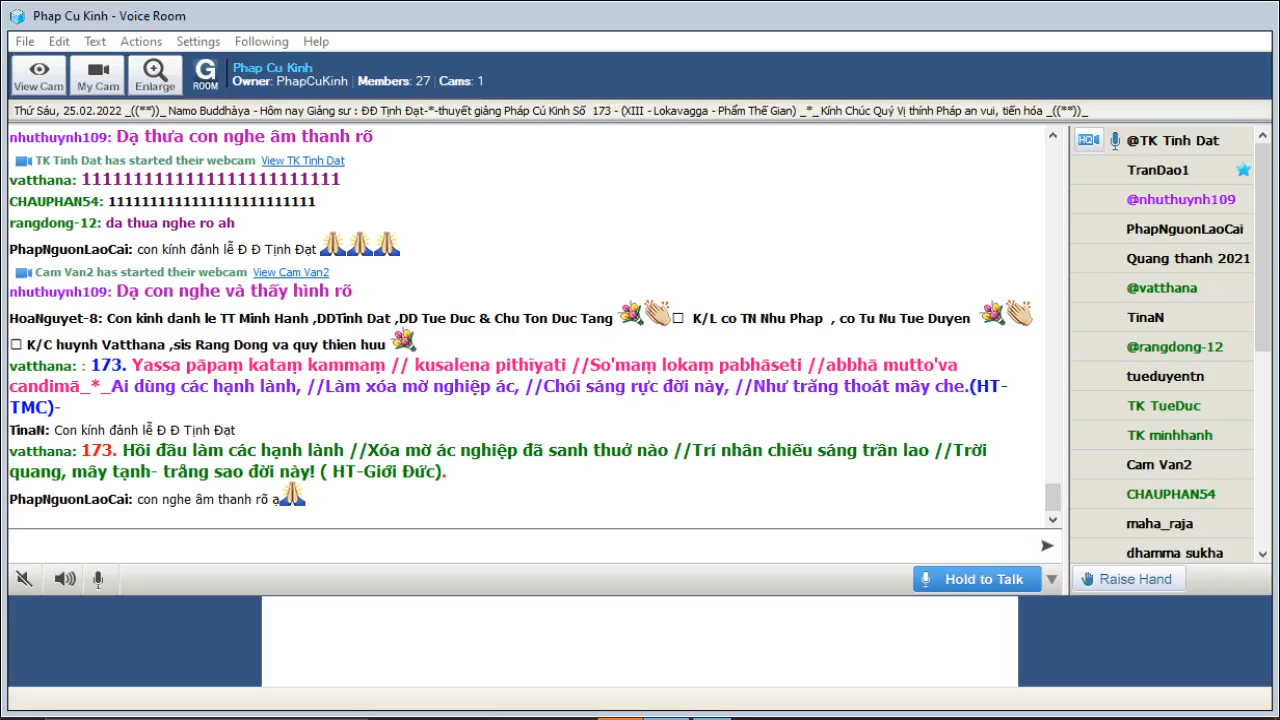 Phap Cu Kinh - Voice Room
File Edit Text Actions Settings Following Help
View Cam My Cam Enlarge G ROOM
Phap Cu Kinh
Owner: PhapCuKinh | Members: 27 | Cams: 1
Thứ Sáu, 25.02.2022 _((**))_ Namo Buddhàya - Hôm nay Giảng sư : ĐĐ Tịnh Đạt-*-thuyết giảng Pháp Cú Kinh Số 173 - (XIII - Lokavagga - Phẩm Thế Gian) _*_ Kính Chúc Quý Vị thính Pháp an vui, tiến hóa _((**))_
nhuthuynh109: Dạ thưa con nghe âm thanh rõ
TK Tinh Dat has started their webcam View TK Tinh Dat
vatthana: 1111111111111111111111111
CHAUPHAN54: 1111111111111111111111111
rangdong-12: da thua nghe ro ah
PhapNguonLaoCai: con kính đảnh lễ Đ Đ Tịnh Đạt
Cam Van2 has started their webcam View Cam Van2
nhuthuynh109: Dạ con nghe và thấy hình rõ
HoaNguyet-8: Con kinh danh le TT Minh Hanh ,DDTinh Dat ,DD Tue Duc & Chu Ton Duc Tang K/L co TN Nhu Phap , co Tu Nu Tue Duyen
K/C huynh Vatthana ,sis Rang Dong va quy thien huu
vatthana: : 173. Yassa pāpaṃ kataṃ kammaṃ // kusalena pithīyati //So'maṃ lokaṃ pabhāseti //abbhā mutto'va
candimā_*_Ai dùng các hạnh lành, //Làm xóa mờ nghiệp ác, //Chói sáng rực đời này, //Như trăng thoát mây che.(HT-
TMC)-
TinaN: Con kính đảnh lễ Đ Đ Tịnh Đạt
vatthana: 173. Hồi đầu làm các hạnh lành //Xóa mờ ác nghiệp đã sanh thuở nào //Trí nhân chiếu sáng trần lao //Trời
quang, mây tạnh- trắng sao đời này! ( HT-Giới Đức).
PhapNguonLaoCai: con nghe âm thanh rõ ạ
HQ @TK Tinh Dat
TranDao1
@nhuthuynh109
PhapNguonLaoCai
Quang thanh 2021
@vatthana
TinaN
@rangdong-12
tueduyentn
TK TueDuc
TK minhhanh
Cam Van2
CHAUPHAN54
maha_raja
dhamma sukha
Hold to Talk
Raise Hand